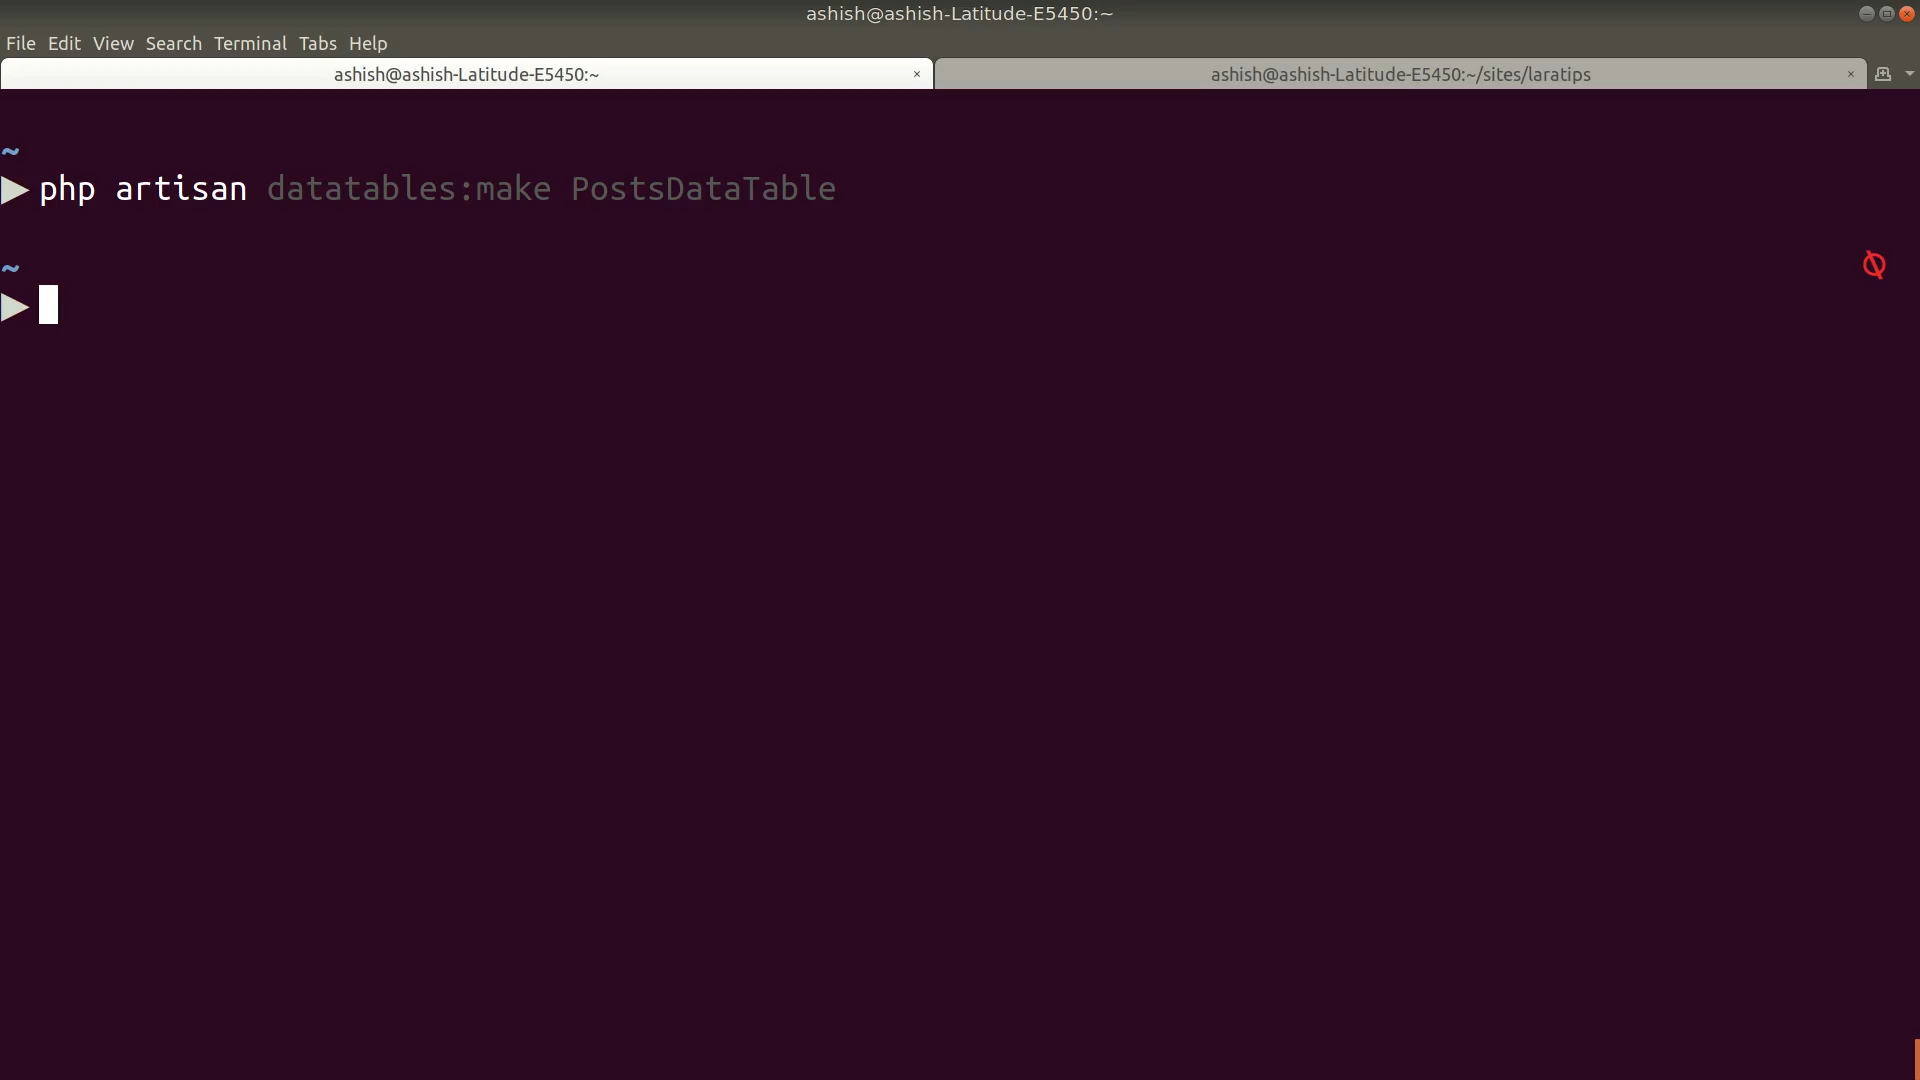 ashish@ashish-Latitude-E5450:~
File Edit View Search Terminal Tabs Help
ashish@ashish-Latitude-E5450:~ × ashish@ashish-Latitude-E5450:~/sites/laratips ×
~
▶ php artisan datatables:make PostsDataTable
~
▶